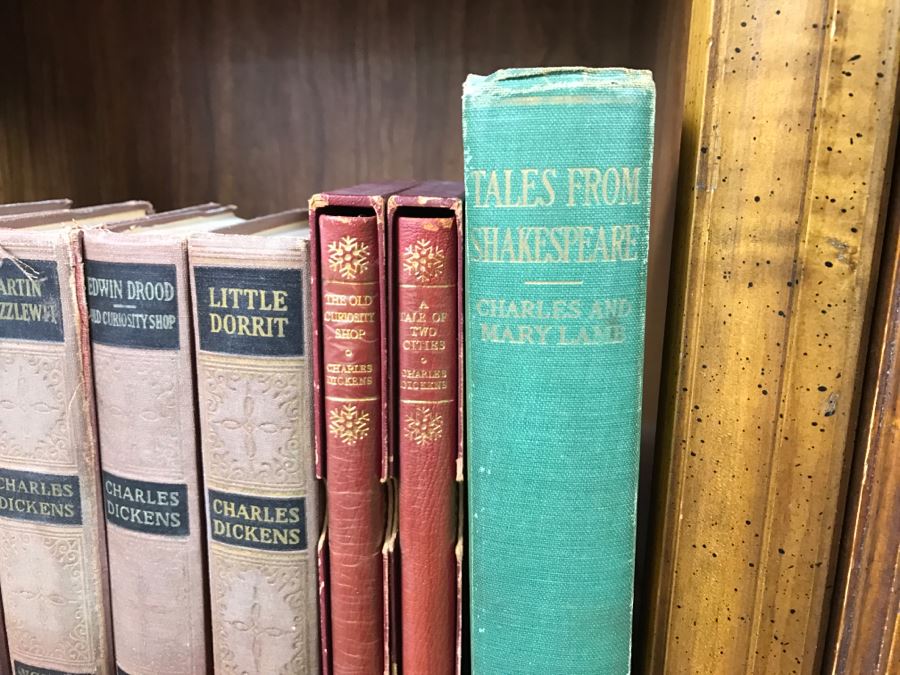 ARTIN
ZZLEWIT
CHARLES
DICKENS
EDWIN DROOD
OLD CURIOSITY SHOP
CHARLES
DICKENS
LITTLE
DORRIT
CHARLES
DICKENS
THE OLD
CURIOSITY
SHOP
CHARLES
DICKENS
A
TALE OF
TWO
CITIES
CHARLES
DICKENS
TALES FROM
SHAKESPEARE
CHARLES AND
MARY LAMB